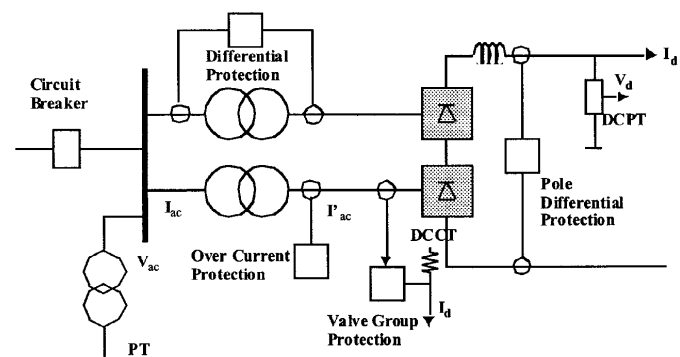 Differential
Protection
I_d
Circuit
Breaker
V_d
DCPT
Pole
Differential
Protection
I_ac
I'_ac
V_ac
Over Current
Protection
DCCT
I_d
Valve Group
Protection
PT